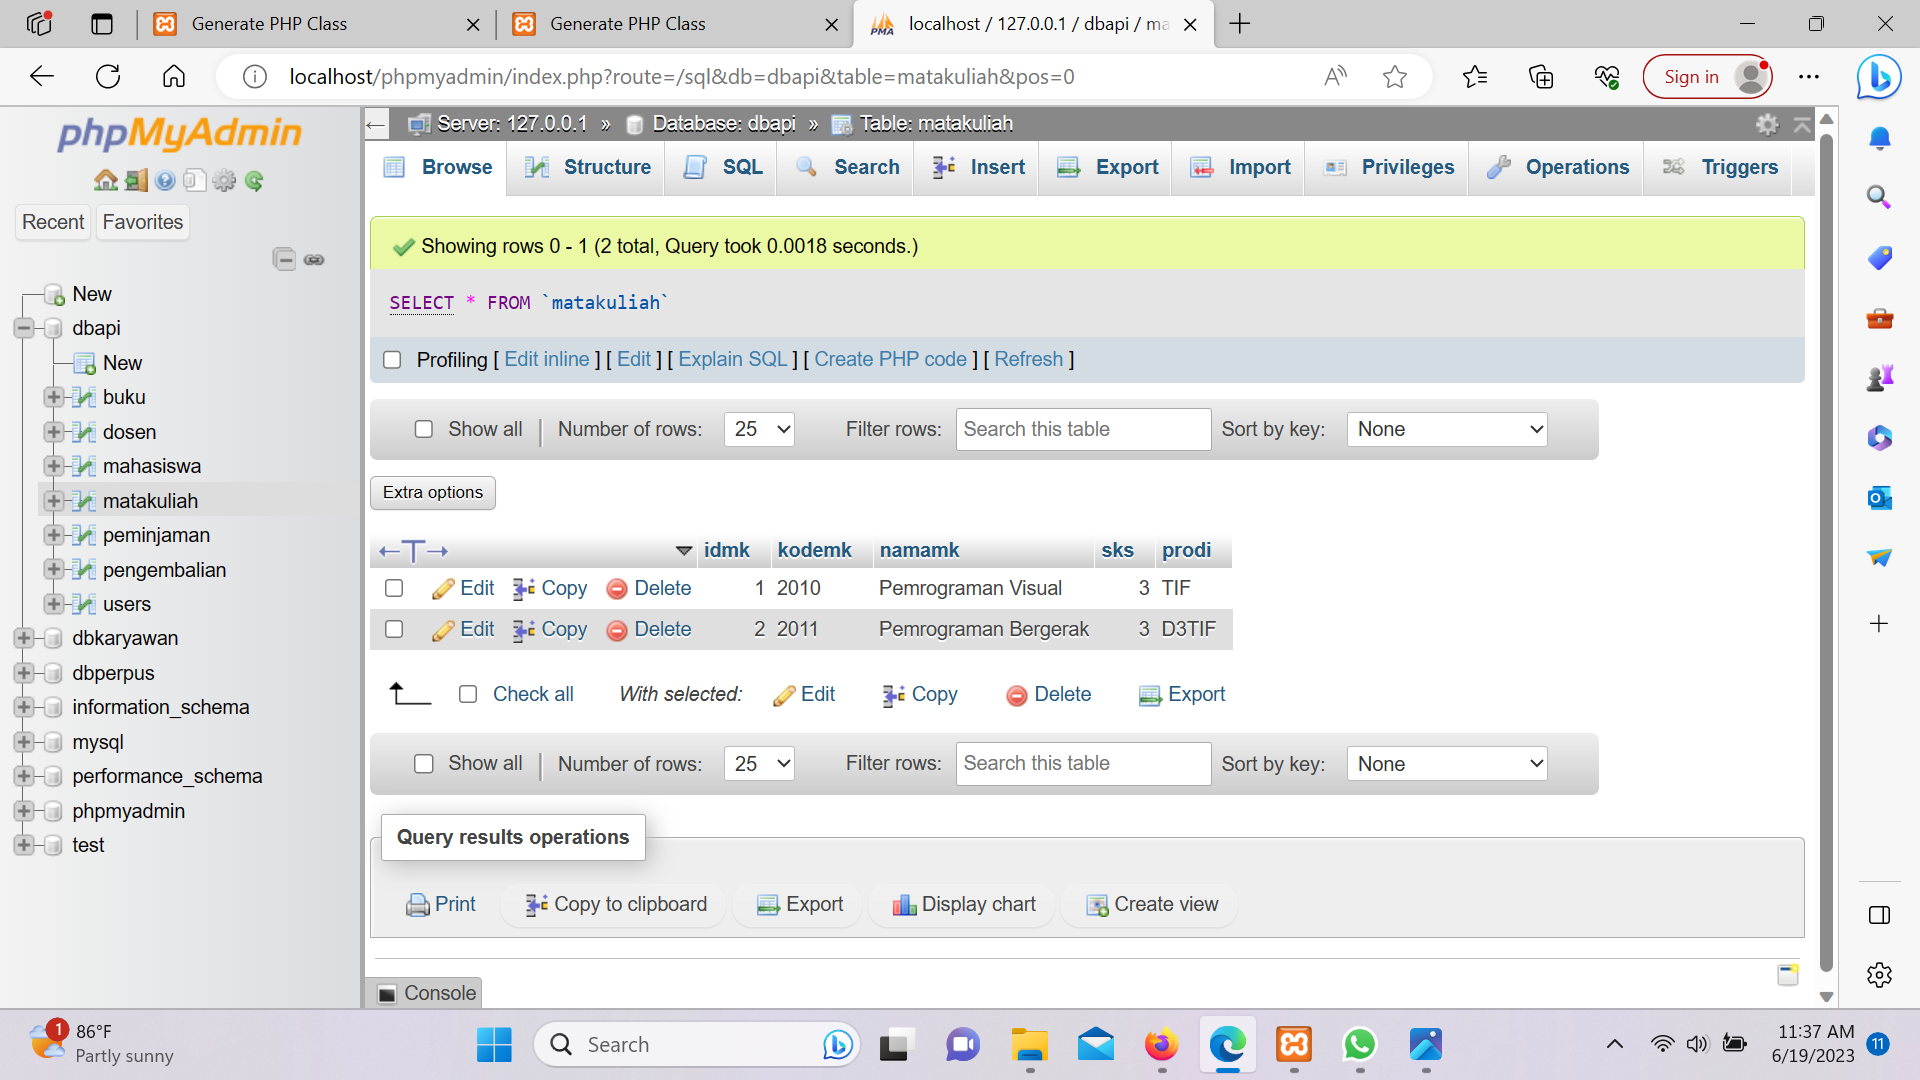 Generate PHP Class
Generate PHP Class
PMA
localhost / 127.0.0.1 / dbapi / ma
localhost/phpmyadmin/index.php?route=/sql&db=dbapi&table=matakuliah&pos=0
Sign in
phpMyAdmin
Recent
Favorites
New
dbapi
New
buku
dosen
mahasiswa
matakuliah
peminjaman
pengembalian
users
dbkaryawan
dbperpus
information_schema
mysql
performance_schema
phpmyadmin
test
Server: 127.0.0.1 » Database: dbapi » Table: matakuliah
Browse Structure SQL Search Insert Export Import Privileges Operations Triggers
Showing rows 0 - 1 (2 total, Query took 0.0018 seconds.)
SELECT * FROM `matakuliah`
Profiling [ Edit inline ] [ Edit ] [ Explain SQL ] [ Create PHP code ] [ Refresh ]
Show all Number of rows: 25 Filter rows: Search this table Sort by key: None
Extra options
idmk kodemk namamk sks prodi
Edit Copy Delete 1 2010 Pemrograman Visual 3 TIF
Edit Copy Delete 2 2011 Pemrograman Bergerak 3 D3TIF
Check all With selected: Edit Copy Delete Export
Show all Number of rows: 25 Filter rows: Search this table Sort by key: None
Query results operations
Print Copy to clipboard Export Display chart Create view
Console
1
86°F
Partly sunny
Search
11:37 AM
6/19/2023
11